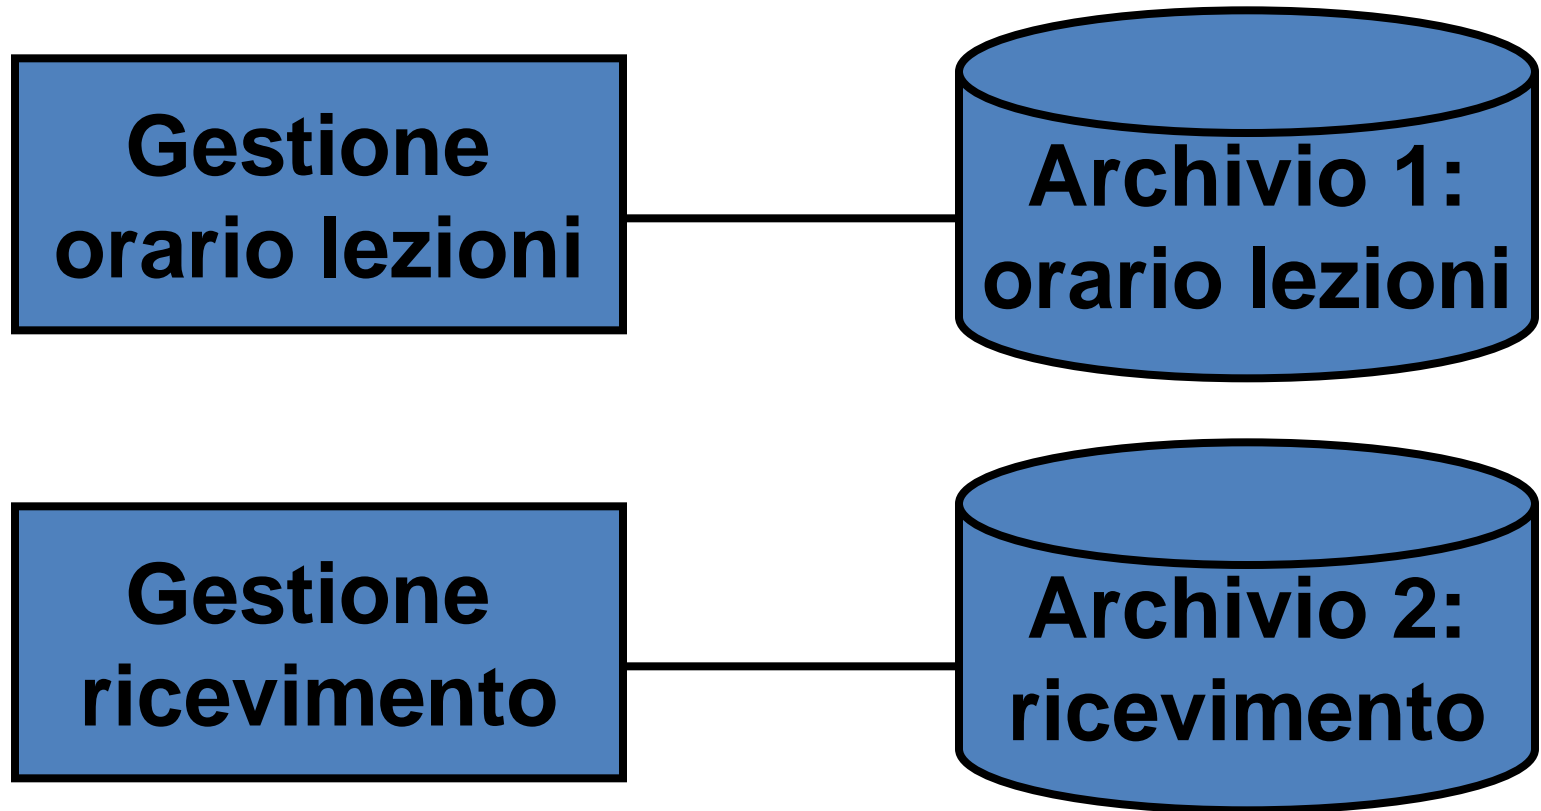 Gestione
orario lezioni
Archivio 1:
orario lezioni
Gestione
ricevimento
Archivio 2:
ricevimento